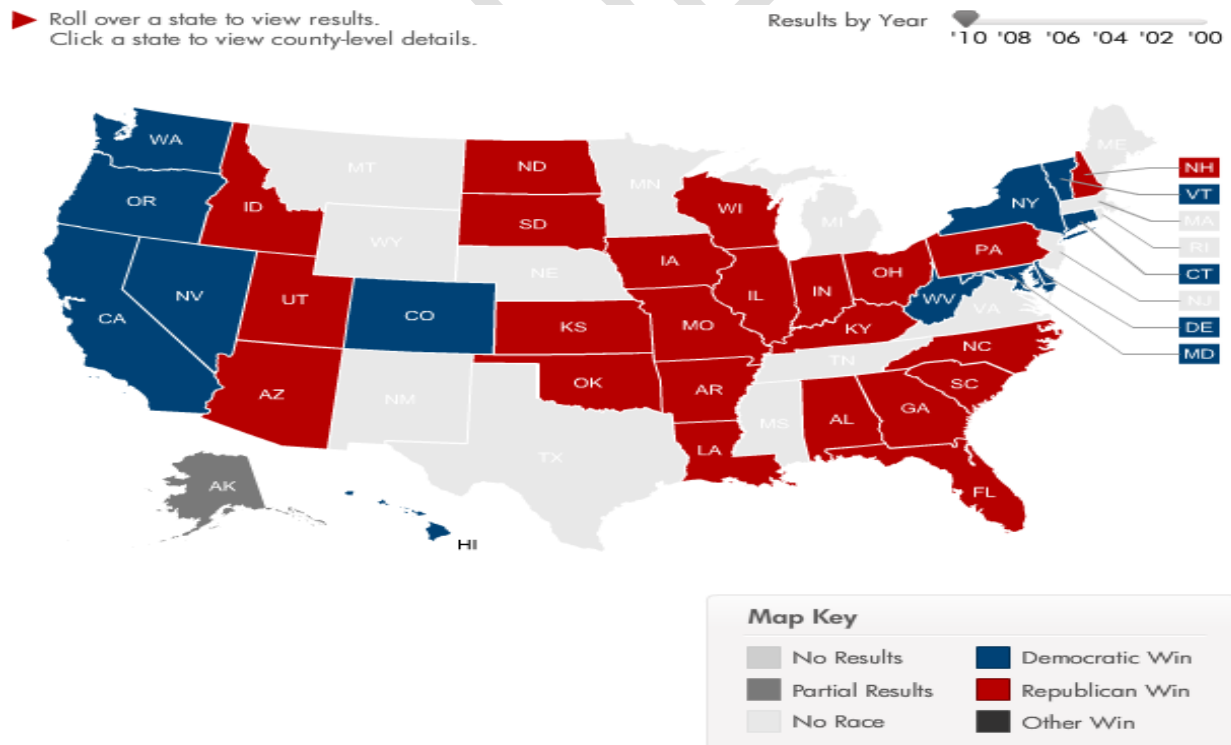 Roll over a state to view results.
Click a state to view county-level details.
Results by Year
'10 '08 '06 '04 '02 '00
WA
MT
ND
MN
ME
OR
ID
SD
WI
MI
NY
NH
VT
MA
RI
CT
NJ
DE
MD
WY
NE
IA
PA
NV
UT
CO
KS
MO
IL
IN
OH
WV
VA
KY
CA
AZ
NM
OK
AR
TN
NC
SC
TX
LA
MS
AL
GA
FL
AK
HI
Map Key
No Results
Democratic Win
Partial Results
Republican Win
No Race
Other Win